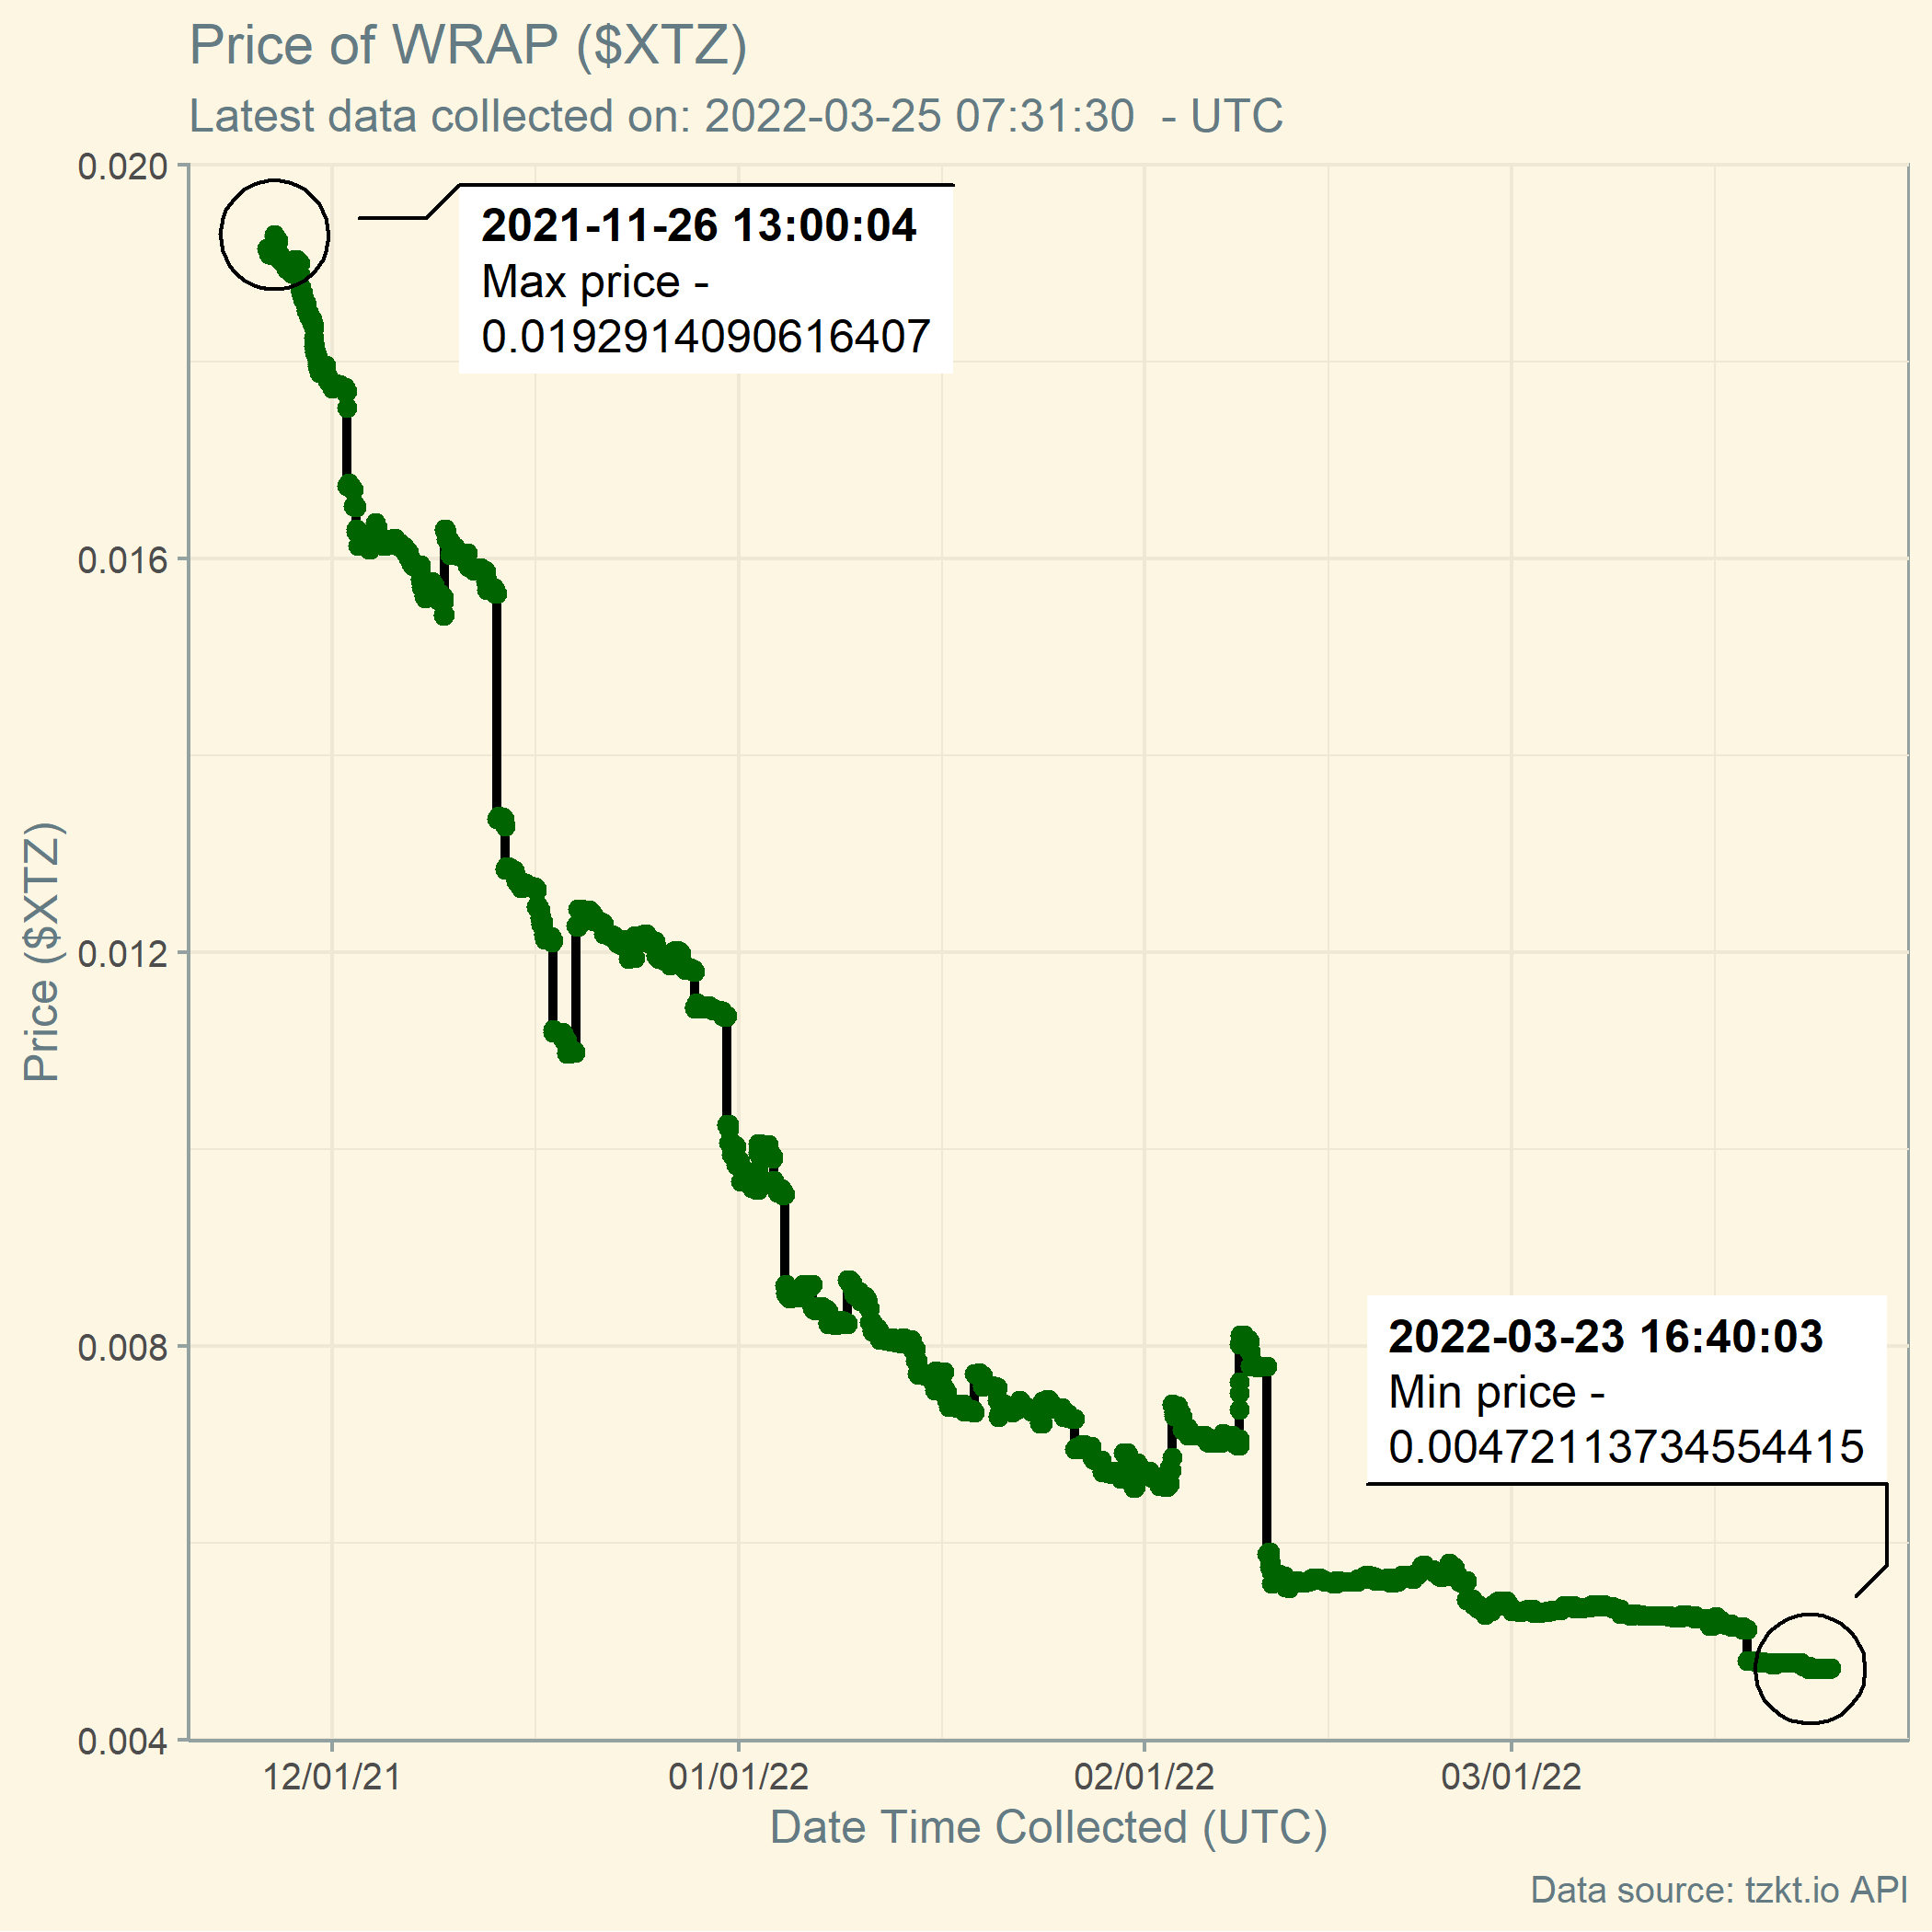 Price of WRAP ($XTZ)
Latest data collected on: 2022-03-25 07:31:30  - UTC
0.020
0.016
0.012
0.008
0.004
Price ($XTZ)
2021-11-26 13:00:04
Max price -
0.0192914090616407
2022-03-23 16:40:03
Min price -
0.00472113734554415
12/01/21
01/01/22
02/01/22
03/01/22
Date Time Collected (UTC)
Data source: tzkt.io API